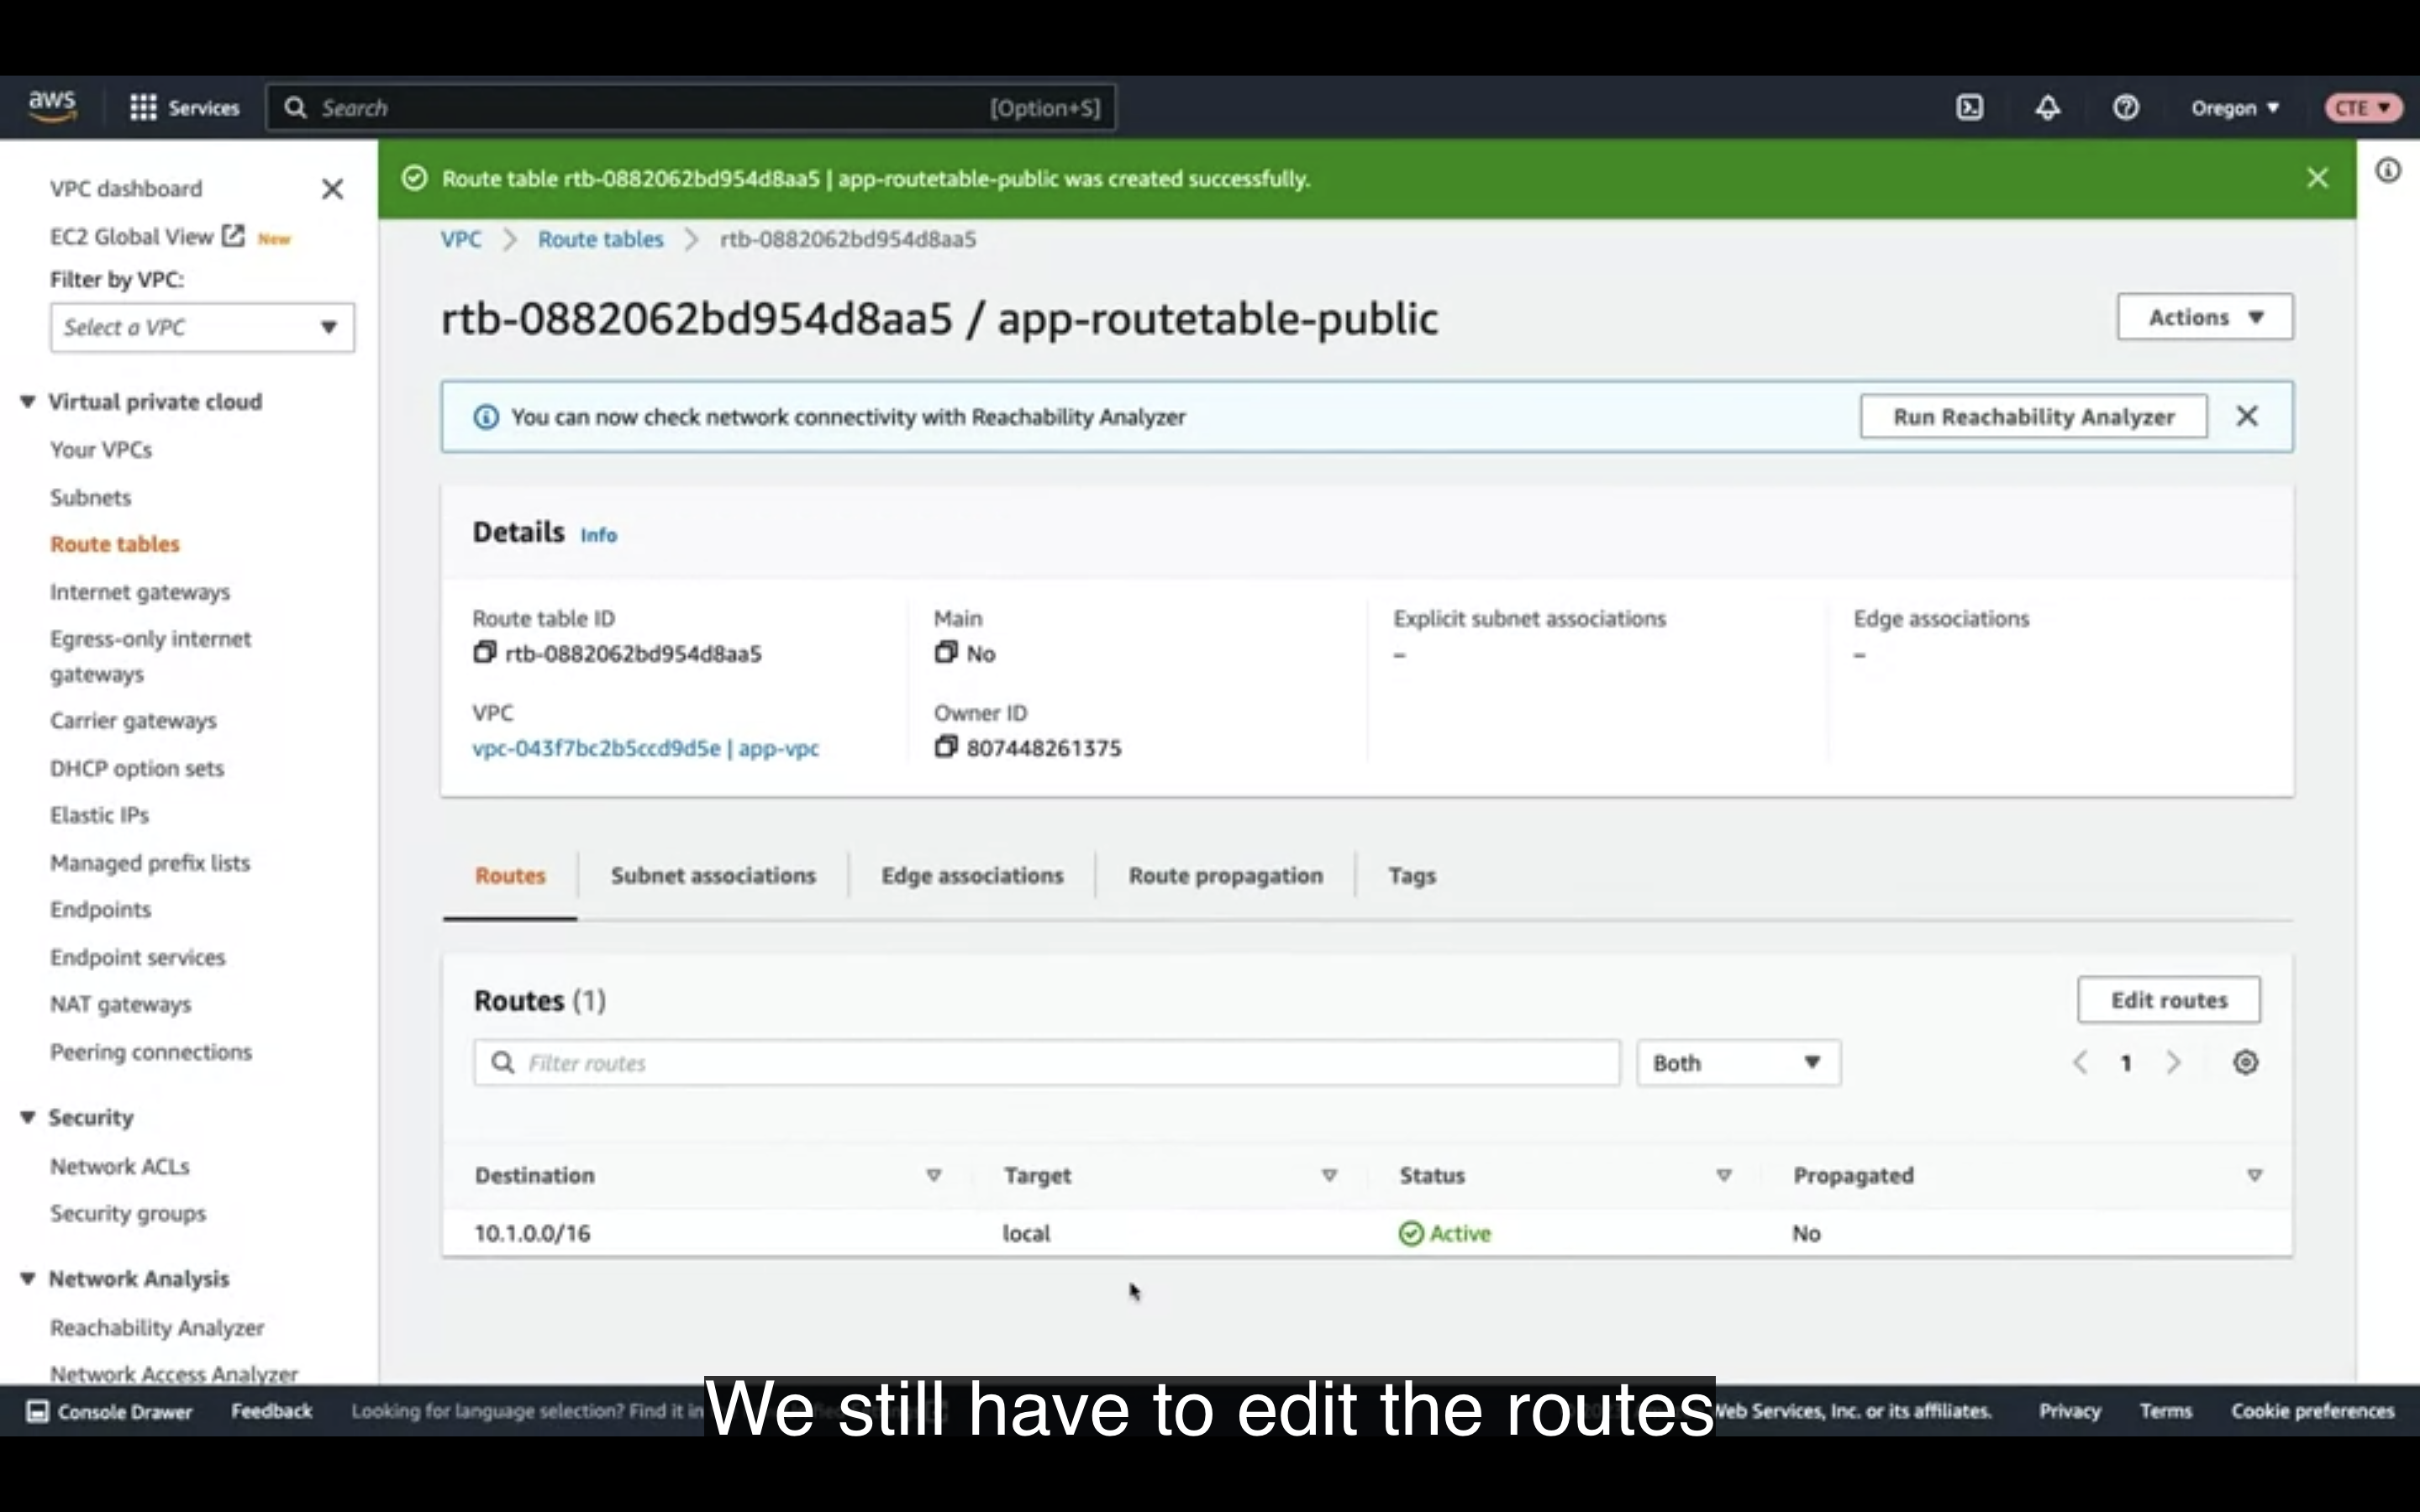 aws
Services
Search
[Option+S]
Oregon
CTE
VPC dashboard
EC2 Global View New
Filter by VPC:
Select a VPC
Virtual private cloud
Your VPCs
Subnets
Route tables
Internet gateways
Egress-only internet
gateways
Carrier gateways
DHCP option sets
Elastic IPs
Managed prefix lists
Endpoints
Endpoint services
NAT gateways
Peering connections
Security
Network ACLs
Security groups
Network Analysis
Reachability Analyzer
Network Access Analyzer
Route table rtb-0882062bd954d8aa5 | app-routetable-public was created successfully.
VPC > Route tables > rtb-0882062bd954d8aa5
rtb-0882062bd954d8aa5 / app-routetable-public
Actions
You can now check network connectivity with Reachability Analyzer
Run Reachability Analyzer
Details Info
Route table ID
rtb-0882062bd954d8aa5
Main
No
Explicit subnet associations
–
Edge associations
–
VPC
vpc-043f7bc2b5ccd9d5e | app-vpc
Owner ID
807448261375
Routes
Subnet associations
Edge associations
Route propagation
Tags
Routes (1)
Edit routes
Filter routes
Both
1
Destination
Target
Status
Propagated
10.1.0.0/16
local
Active
No
Console Drawer
Feedback
Looking for language selection? Find it in
We still have to edit the routes
Web Services, Inc. or its affiliates.
Privacy
Terms
Cookie preferences